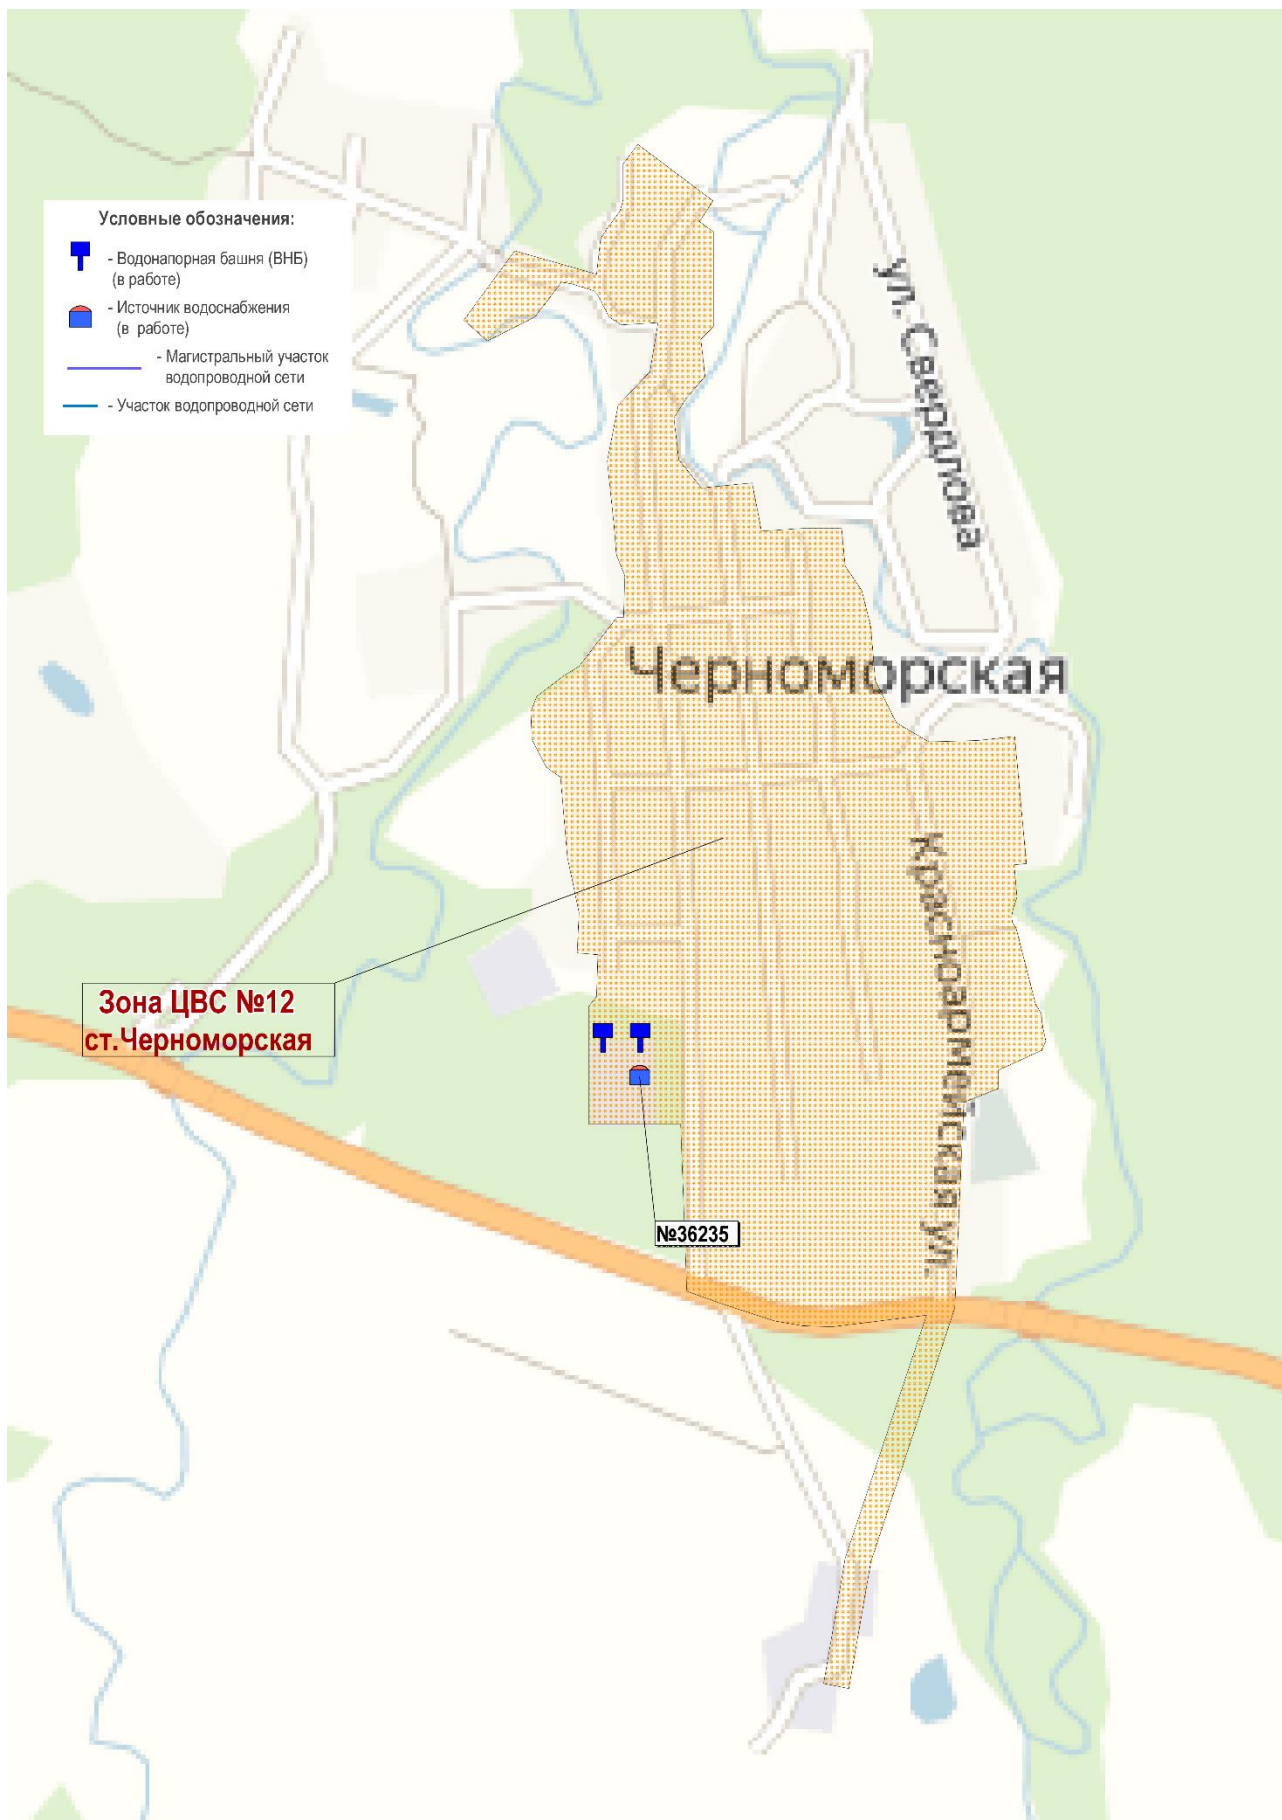 Условные обозначения:
- Водонапорная башня (ВНБ)
(в работе)
- Источник водоснабжения
(в работе)
- Магистральный участок
водопроводной сети
- Участок водопроводной сети
ул. Свердлова
Черноморская
Красноармейская ул.
Зона ЦВС №12
ст.Черноморская
№36235